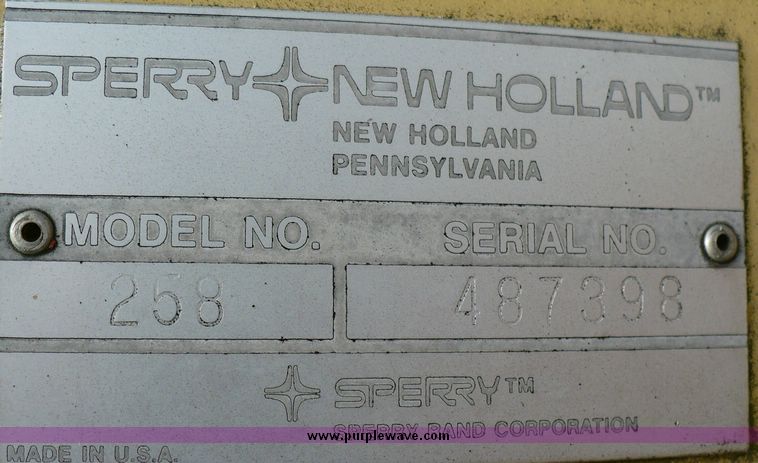 SPERRY NEW HOLLAND™
NEW HOLLAND
PENNSYLVANIA
MODEL NO. SERIAL NO.
258 487398
SPERRY™
SPERRY RAND CORPORATION
www.purplewave.com
MADE IN U.S.A.